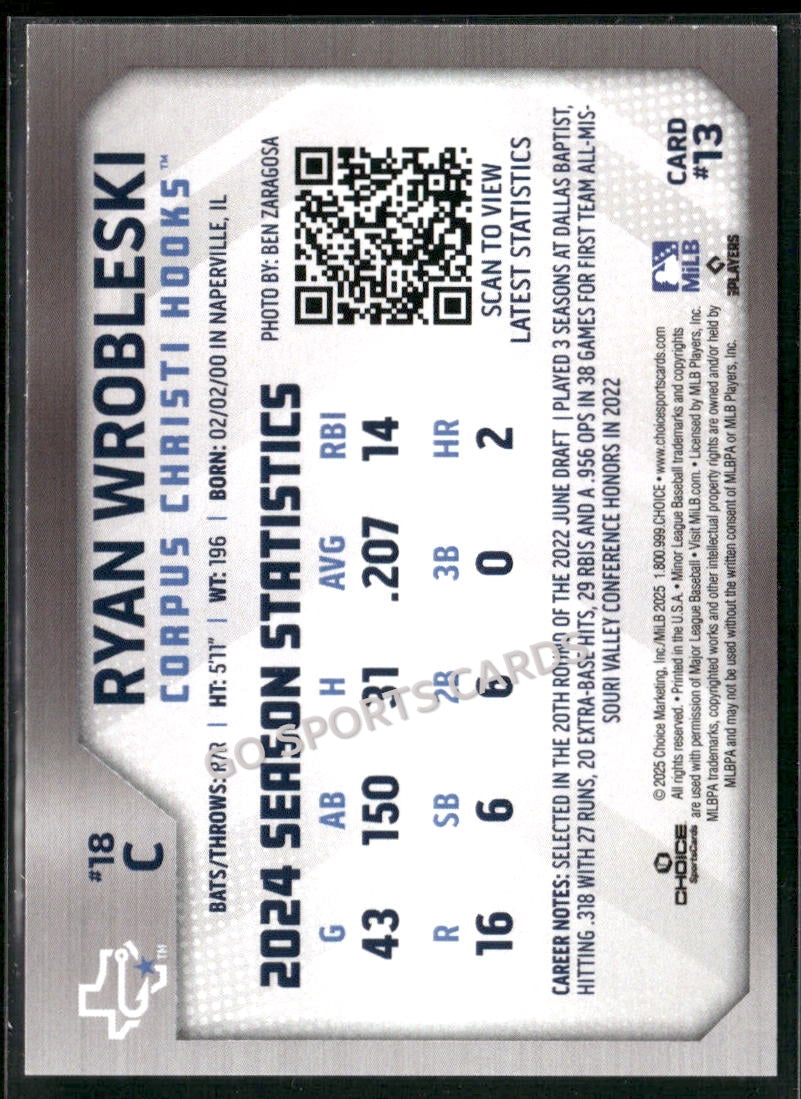 #18
C
RYAN WROBLESKI
CORPUS CHRISTI HOOKS™
BATS/THROWS: R/R | HT: 5'11" | WT: 196 | BORN: 02/02/00 IN NAPERVILLE, IL
2024 SEASON STATISTICS
G AB H AVG RBI
43 150 31 .207 14
R SB 2B 3B HR
16 6 6 0 2
PHOTO BY: BEN ZARAGOSA
SCAN TO VIEW
LATEST STATISTICS
CAREER NOTES: SELECTED IN THE 20TH ROUND OF THE 2022 JUNE DRAFT | PLAYED 3 SEASONS AT DALLAS BAPTIST,
HITTING .318 WITH 27 RUNS, 20 EXTRA-BASE HITS, 29 RBIS AND A .956 OPS IN 38 GAMES FOR FIRST TEAM ALL-MIS-
SOURI VALLEY CONFERENCE HONORS IN 2022
CHOICE
SportsCards
© 2025 Choice Marketing, Inc./MiLB 2025 1.800.999.CHOICE • www.choicesportscards.com
All rights reserved. • Printed in the U.S.A. • Minor League Baseball trademarks and copyrights
are used with permission of Major League Baseball • Visit MiLB.com. • Licensed by MLB Players, Inc.
MLBPA trademarks, copyrighted works and other intellectual property rights are owned and/or held by
MLBPA and may not be used without the written consent of MLBPA or MLB Players, Inc.
MiLB
PLAYERS
CARD
#13
GO SPORTS CARDS
TM